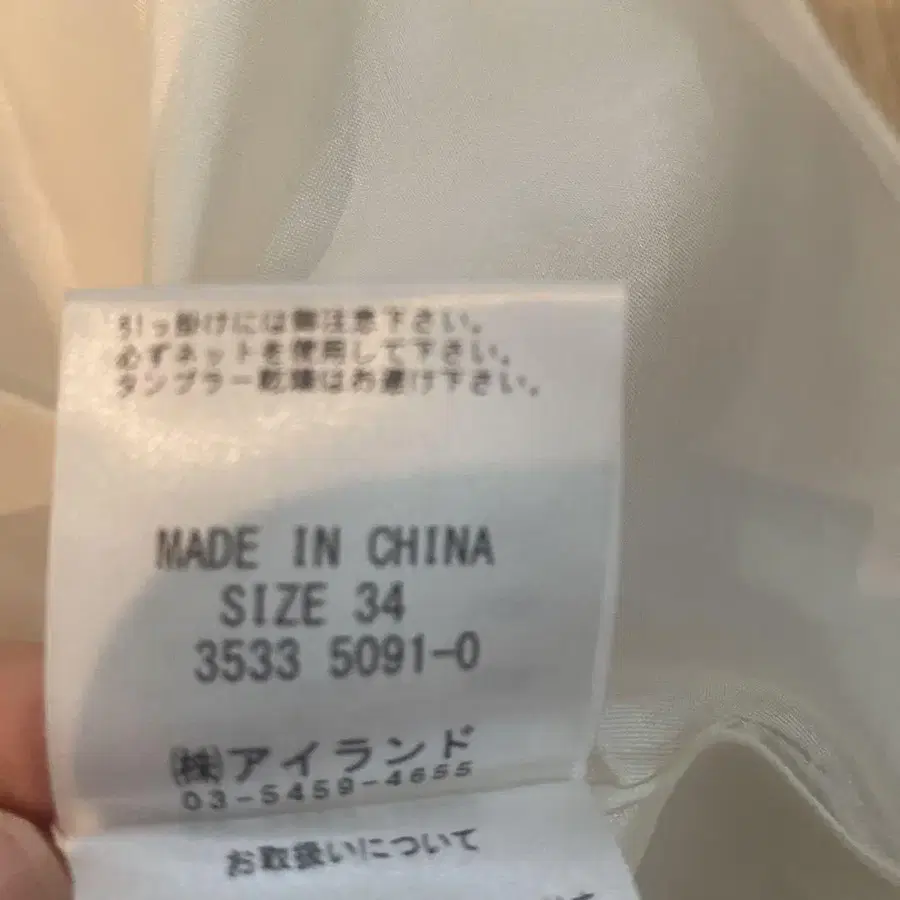 引っ掛けには御注意下さい。
必ずネットを使用して下さい。
タンブラー乾燥はお避け下さい。
MADE IN CHINA
SIZE 34
3533 5091-0
㈱アイランド
03-5459-4655
お取扱いについて